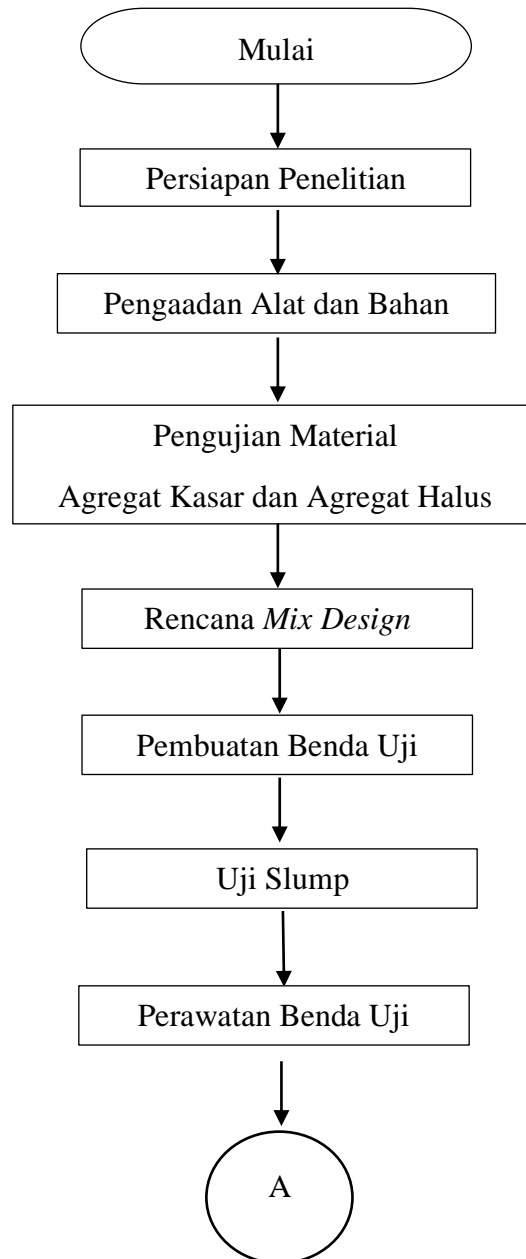 Mulai
Persiapan Penelitian
Pengaadan Alat dan Bahan
Pengujian Material
Agregat Kasar dan Agregat Halus
Rencana Mix Design
Pembuatan Benda Uji
Uji Slump
Perawatan Benda Uji
A